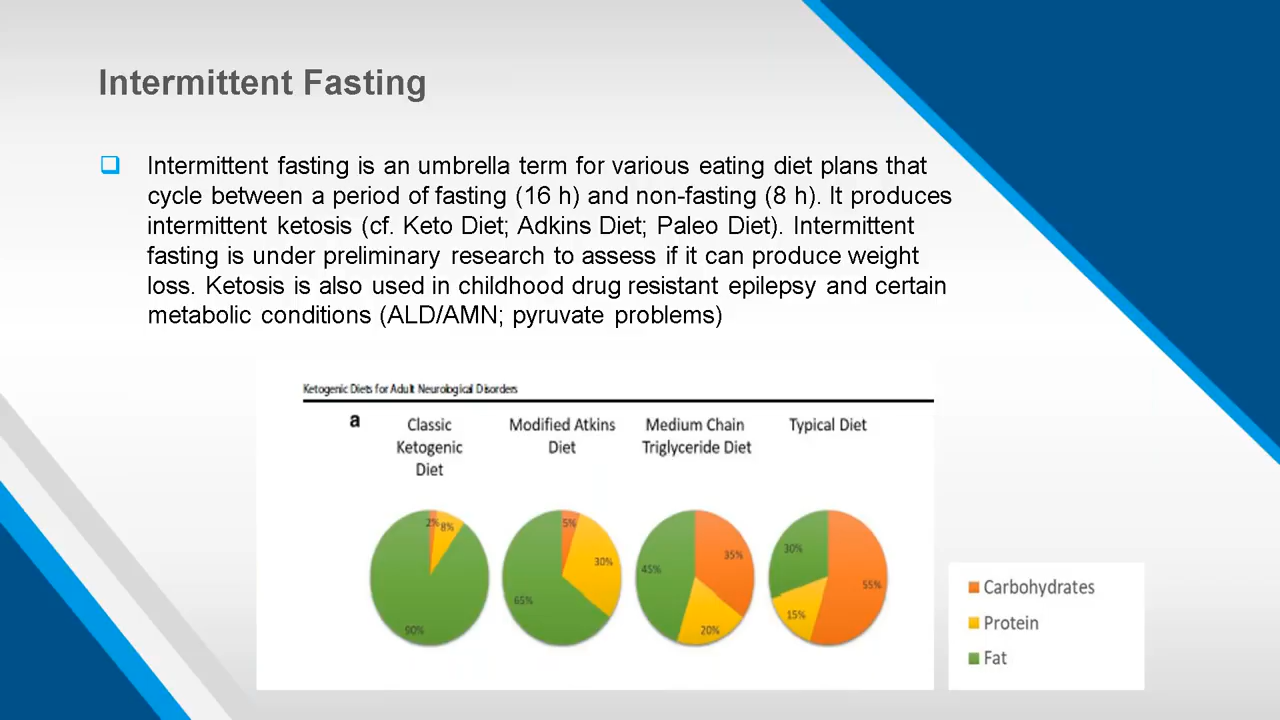 Intermittent Fasting
Intermittent fasting is an umbrella term for various eating diet plans that
cycle between a period of fasting (16 h) and non-fasting (8 h). It produces
intermittent ketosis (cf. Keto Diet; Adkins Diet; Paleo Diet). Intermittent
fasting is under preliminary research to assess if it can produce weight
loss. Ketosis is also used in childhood drug resistant epilepsy and certain
metabolic conditions (ALD/AMN; pyruvate problems)
Ketogenic Diets for Adult Neurological Disorders
a
Classic
Ketogenic
Diet
Modified Atkins
Diet
Medium Chain
Triglyceride Diet
Typical Diet
2%
8%
90%
5%
30%
65%
35%
45%
20%
30%
55%
15%
Carbohydrates
Protein
Fat